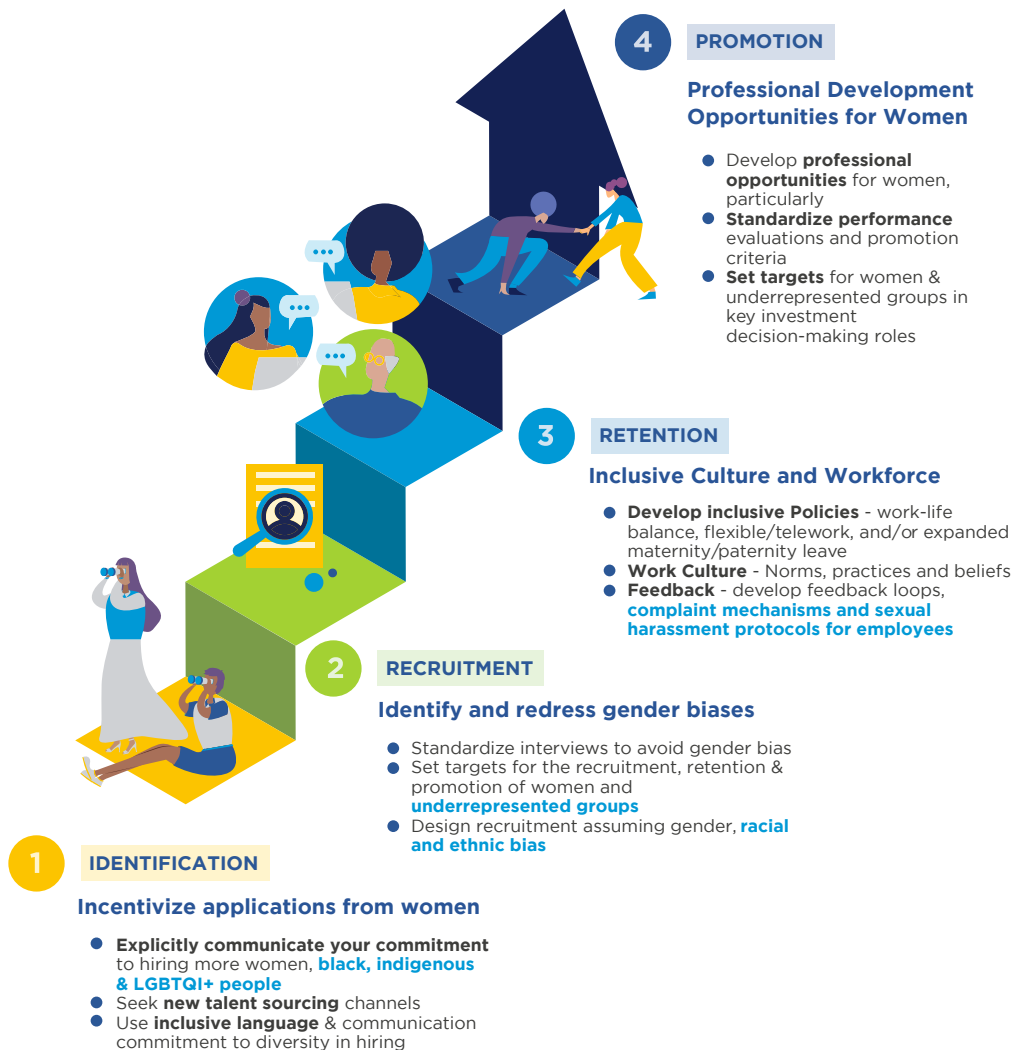 4
PROMOTION
Professional Development
Opportunities for Women
Develop professional
opportunities for women,
particularly
Standardize performance
evaluations and promotion
criteria
Set targets for women &
underrepresented groups in
key investment
decision-making roles
3
RETENTION
Inclusive Culture and Workforce
Develop inclusive Policies - work-life
balance, flexible/telework, and/or expanded
maternity/paternity leave
Work Culture - Norms, practices and beliefs
Feedback - develop feedback loops,
complaint mechanisms and sexual
harassment protocols for employees
2
RECRUITMENT
Identify and redress gender biases
Standardize interviews to avoid gender bias
Set targets for the recruitment, retention &
promotion of women and
underrepresented groups
Design recruitment assuming gender, racial
and ethnic bias
1
IDENTIFICATION
Incentivize applications from women
Explicitly communicate your commitment
to hiring more women, black, indigenous
& LGBTQI+ people
Seek new talent sourcing channels
Use inclusive language & communication
commitment to diversity in hiring